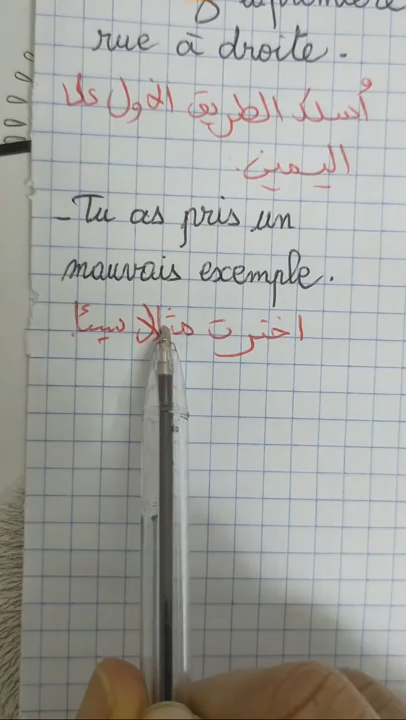 rue à droite.
أسلك الطريق الأول على
اليمين.
- Tu as pris un
mauvais exemple.
اخترت مثالا سيئا